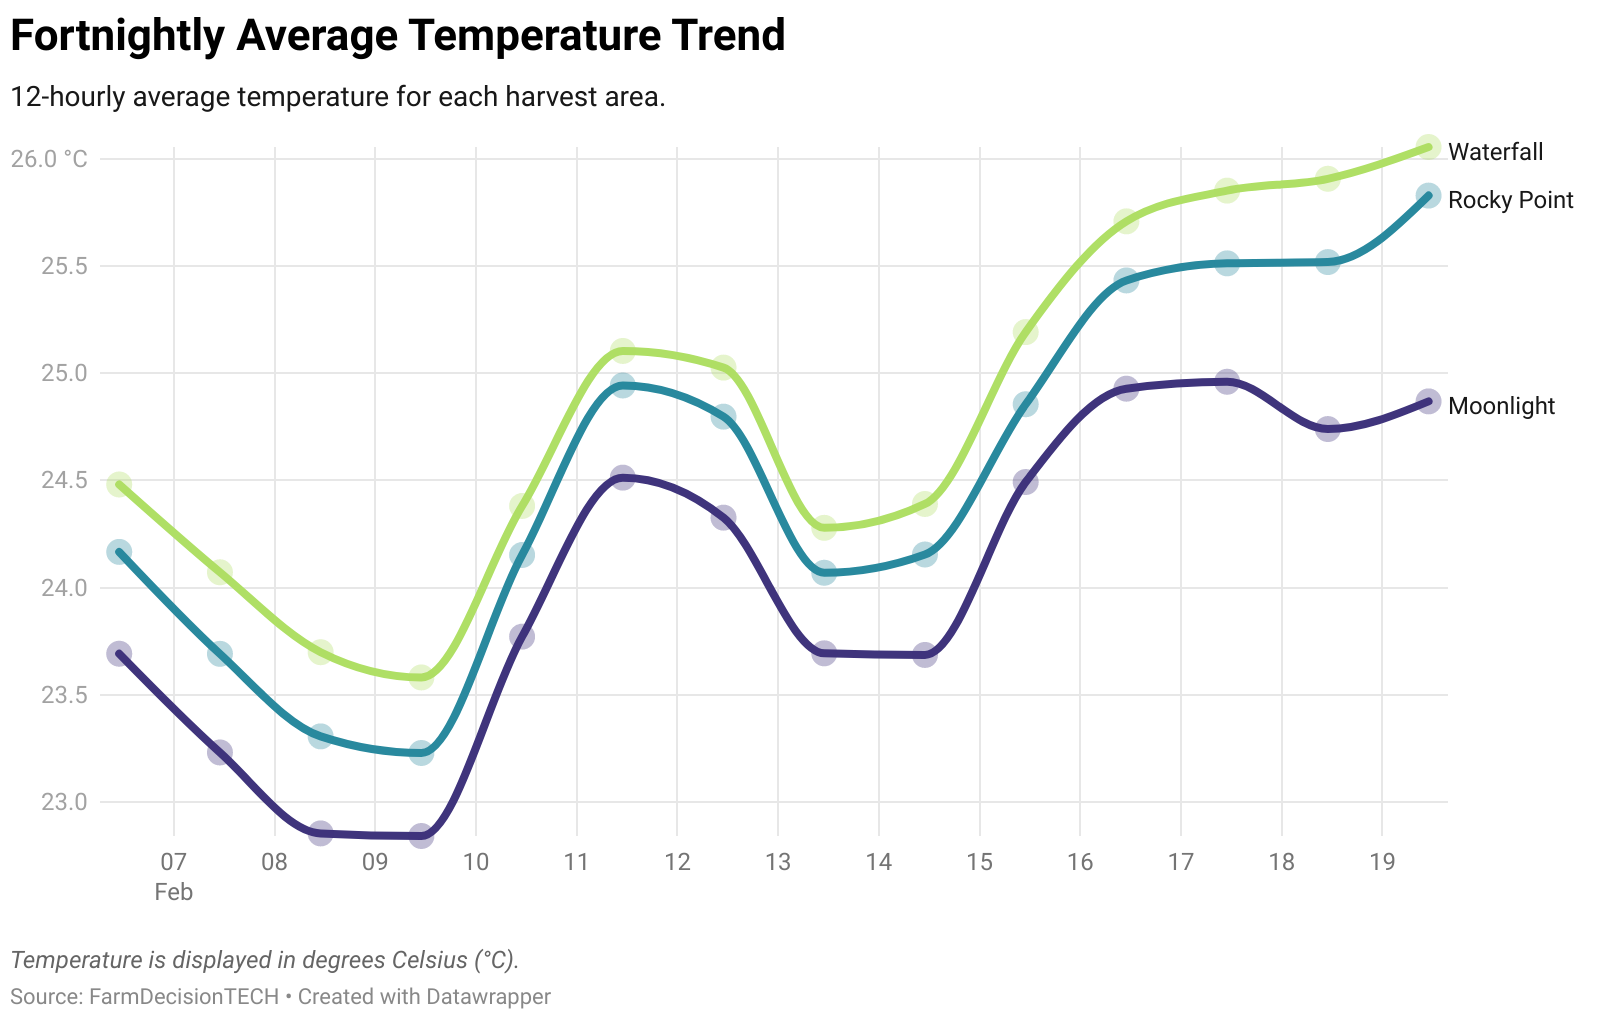 Fortnightly Average Temperature Trend
12-hourly average temperature for each harvest area.
26.0 °C
25.5
25.0
24.5
24.0
23.5
23.0
Waterfall
Rocky Point
Moonlight
07 08 09 10 11 12 13 14 15 16 17 18 19
Feb
Temperature is displayed in degrees Celsius (°C).
Source: FarmDecisionTECH • Created with Datawrapper